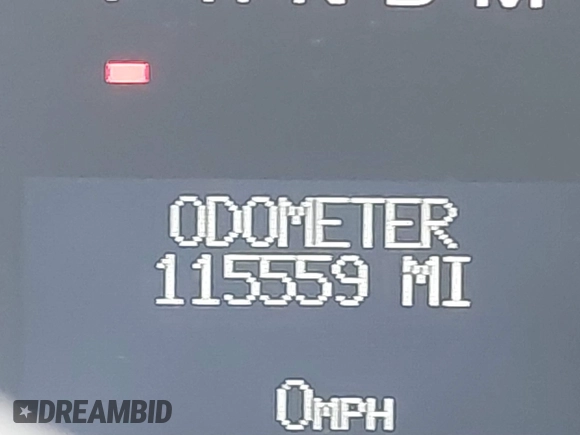 P R N D M
ODOMETER
115559 MI
0MPH
DREAMBID